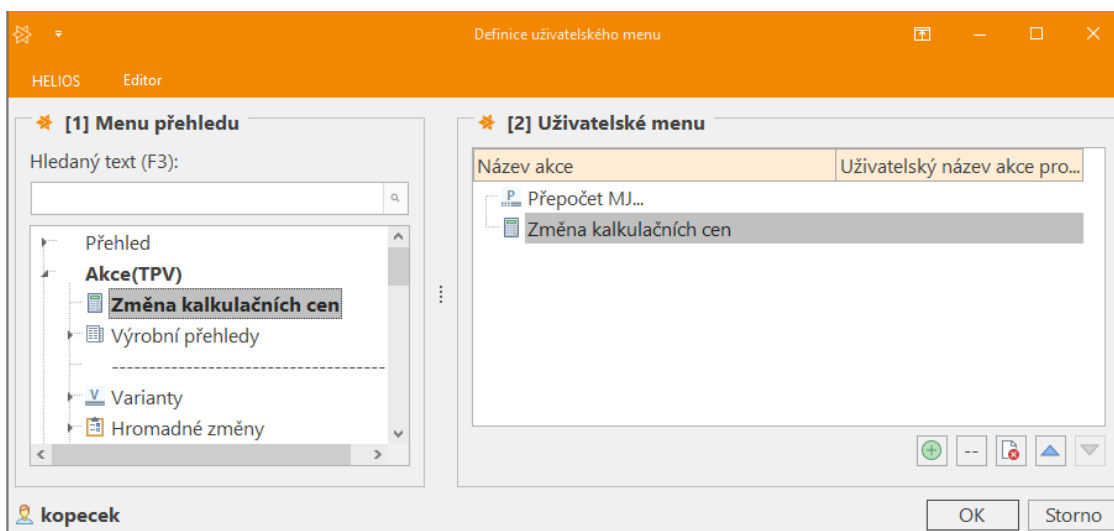 Definice uživatelského menu
HELIOS Editor
[1] Menu přehledu
Hledaný text (F3):
Přehled
Akce(TPV)
Změna kalkulačních cen
Výrobní přehledy
------------------------------------
V Varianty
Hromadné změny
[2] Uživatelské menu
Název akce Uživatelský název akce pro...
P Přepočet MJ...
Změna kalkulačních cen
--
kopecek
OK Storno